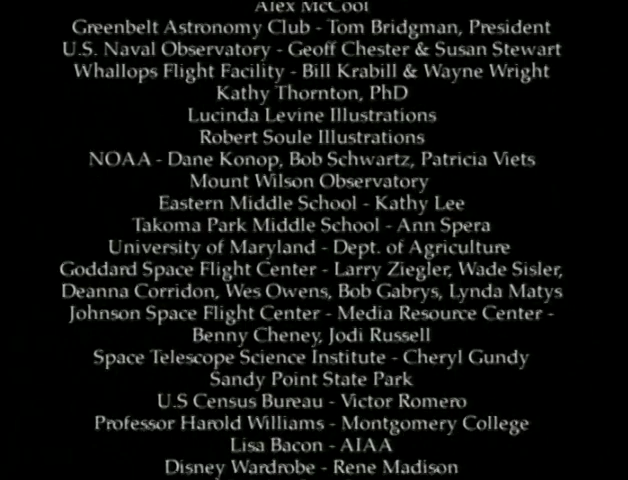 Alex McCool
Greenbelt Astronomy Club - Tom Bridgman, President
U.S. Naval Observatory - Geoff Chester & Susan Stewart
Whallops Flight Facility - Bill Krabill & Wayne Wright
Kathy Thornton, PhD
Lucinda Levine Illustrations
Robert Soule Illustrations
NOAA - Dane Konop, Bob Schwartz, Patricia Viets
Mount Wilson Observatory
Eastern Middle School - Kathy Lee
Takoma Park Middle School - Ann Spera
University of Maryland - Dept. of Agriculture
Goddard Space Flight Center - Larry Ziegler, Wade Sisler,
Deanna Corridon, Wes Owens, Bob Gabrys, Lynda Matys
Johnson Space Flight Center - Media Resource Center -
Benny Cheney, Jodi Russell
Space Telescope Science Institute - Cheryl Gundy
Sandy Point State Park
U.S Census Bureau - Victor Romero
Professor Harold Williams - Montgomery College
Lisa Bacon - AIAA
Disney Wardrobe - Rene Madison